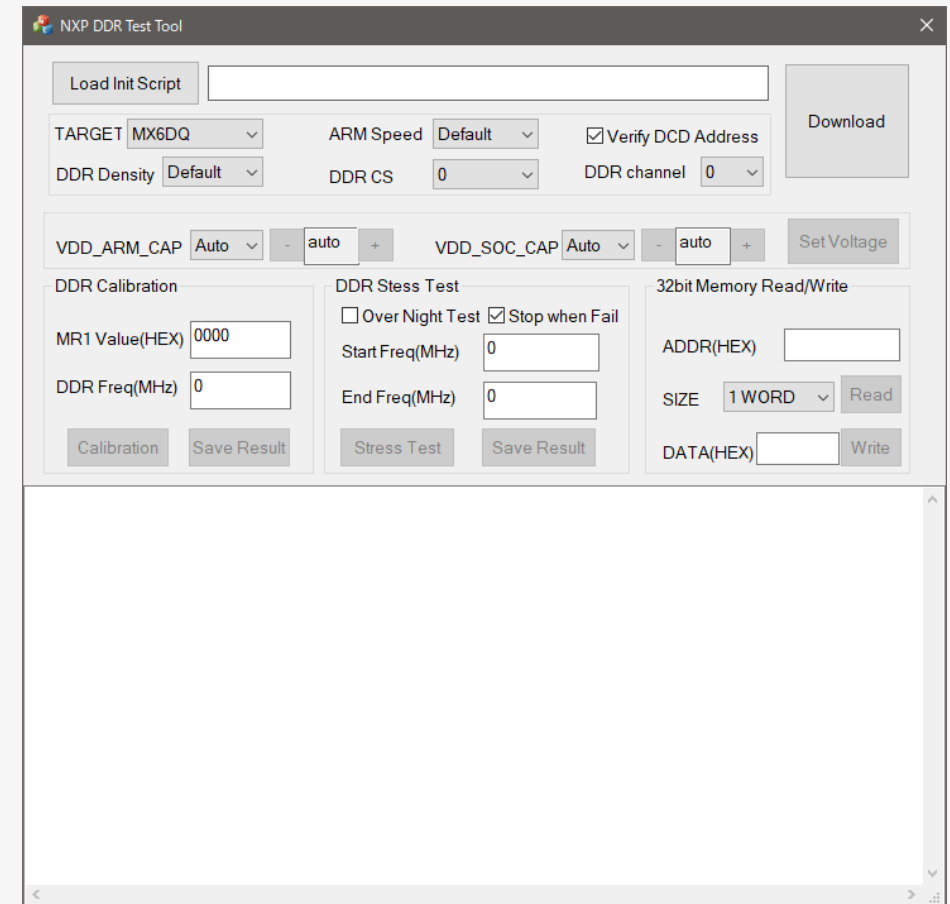 NXP DDR Test Tool
Load Init Script
Download
TARGET MX6DQ
ARM Speed Default
Verify DCD Address
DDR Density Default
DDR CS 0
DDR channel 0
VDD_ARM_CAP Auto - auto +
VDD_SOC_CAP Auto - auto +
Set Voltage
DDR Calibration
MR1 Value(HEX) 0000
DDR Freq(MHz) 0
Calibration Save Result
DDR Stess Test
Over Night Test Stop when Fail
Start Freq(MHz) 0
End Freq(MHz) 0
Stress Test Save Result
32bit Memory Read/Write
ADDR(HEX)
SIZE 1 WORD Read
DATA(HEX) Write